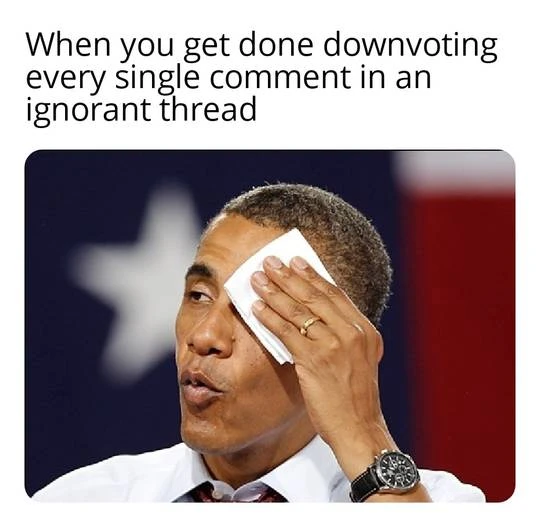 When you get done downvoting
every single comment in an
ignorant thread